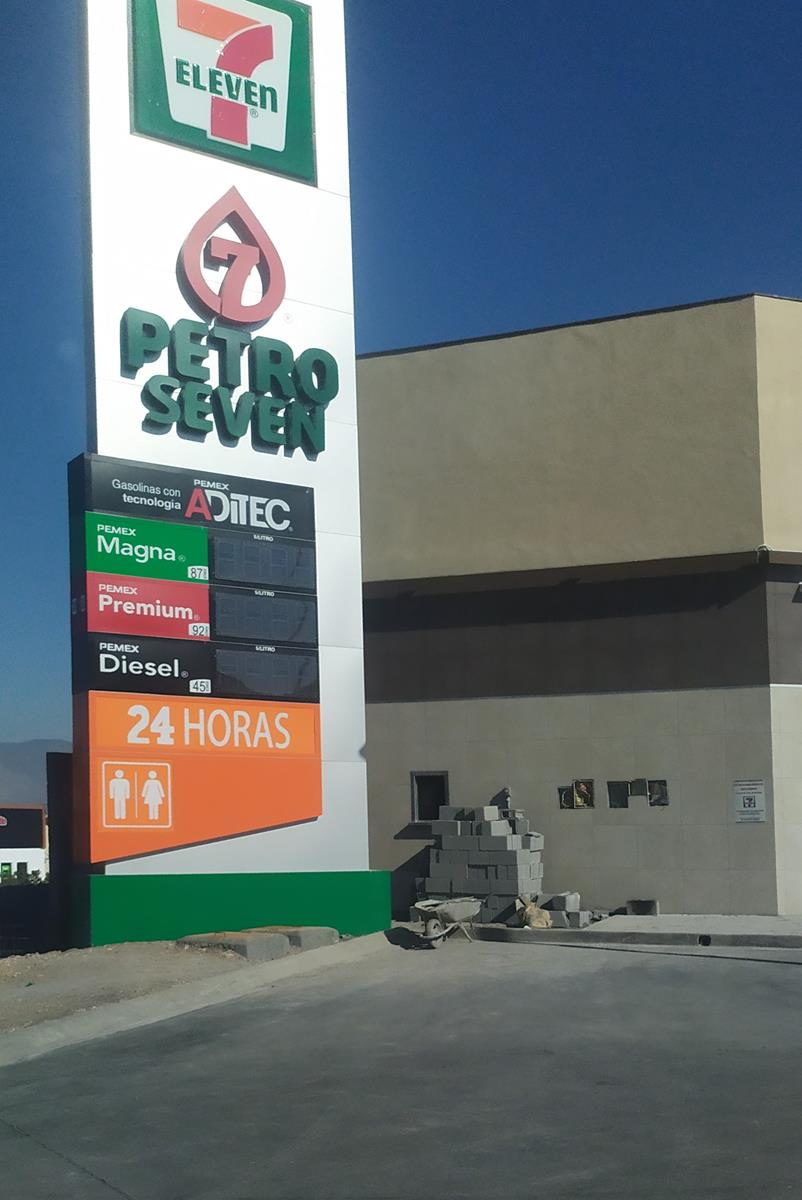 7
ELEVEn
®
7
®
PETRO
SEVEN
Gasolinas con
tecnología
PEMEX
ADITEC®
PEMEX
Magna®
87
$/LITRO
PEMEX
Premium®
92
$/LITRO
PEMEX
Diesel®
45
$/LITRO
24 HORAS